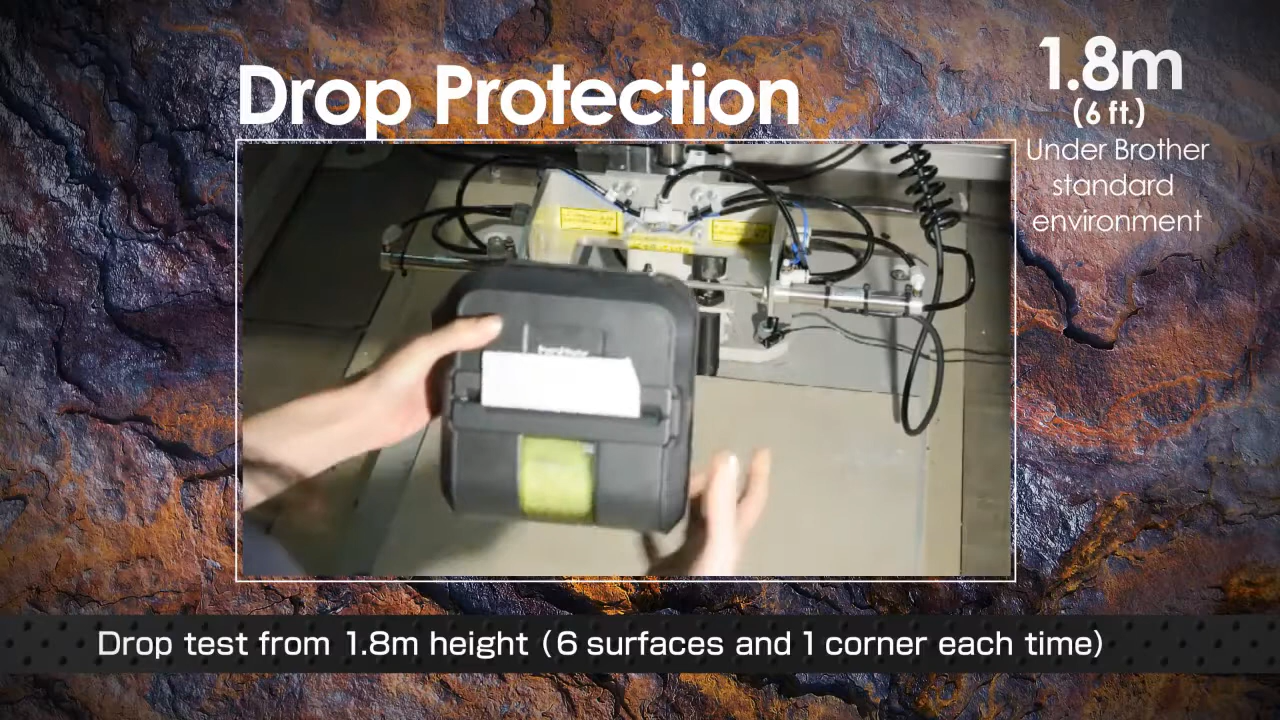 Drop Protection
1.8m
(6 ft.)
Under Brother
standard
environment
Drop test from 1.8m height (6 surfaces and 1 corner each time)